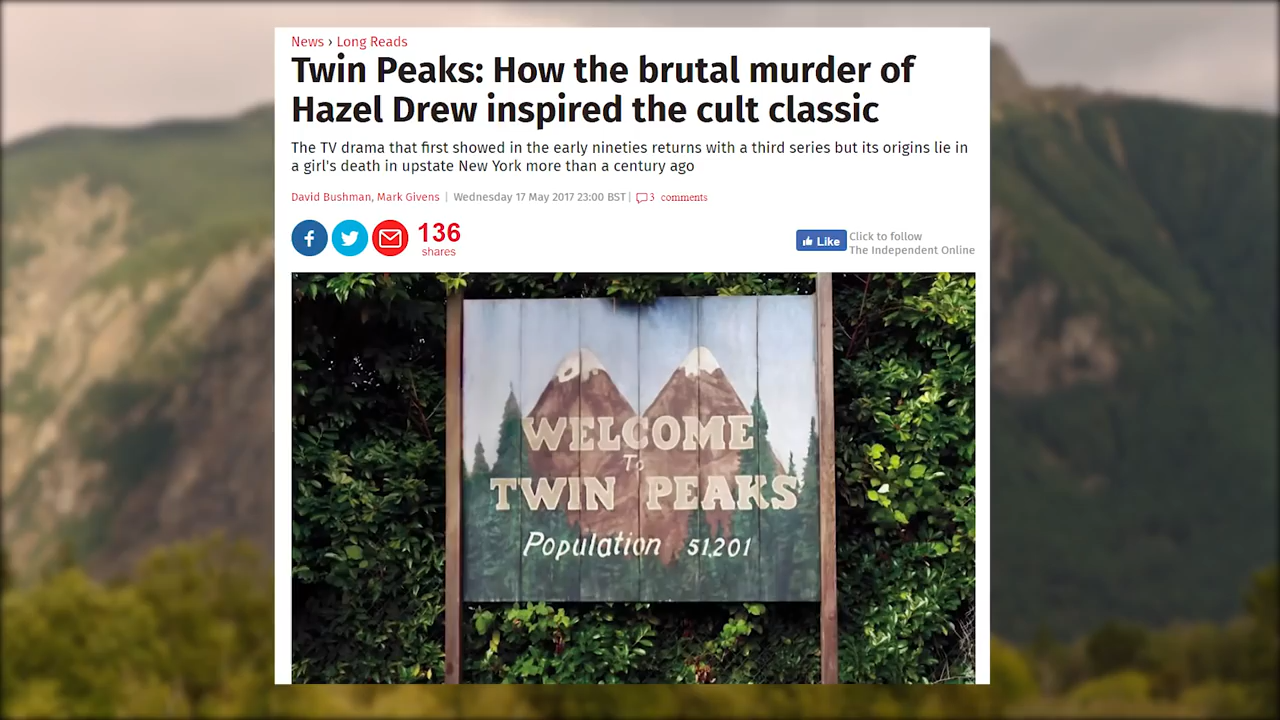 News › Long Reads
Twin Peaks: How the brutal murder of
Hazel Drew inspired the cult classic
The TV drama that first showed in the early nineties returns with a third series but its origins lie in
a girl's death in upstate New York more than a century ago
David Bushman, Mark Givens | Wednesday 17 May 2017 23:00 BST | 3 comments
136
shares
Like
Click to follow
The Independent Online
WELCOME
To
TWIN PEAKS
Population 51,201